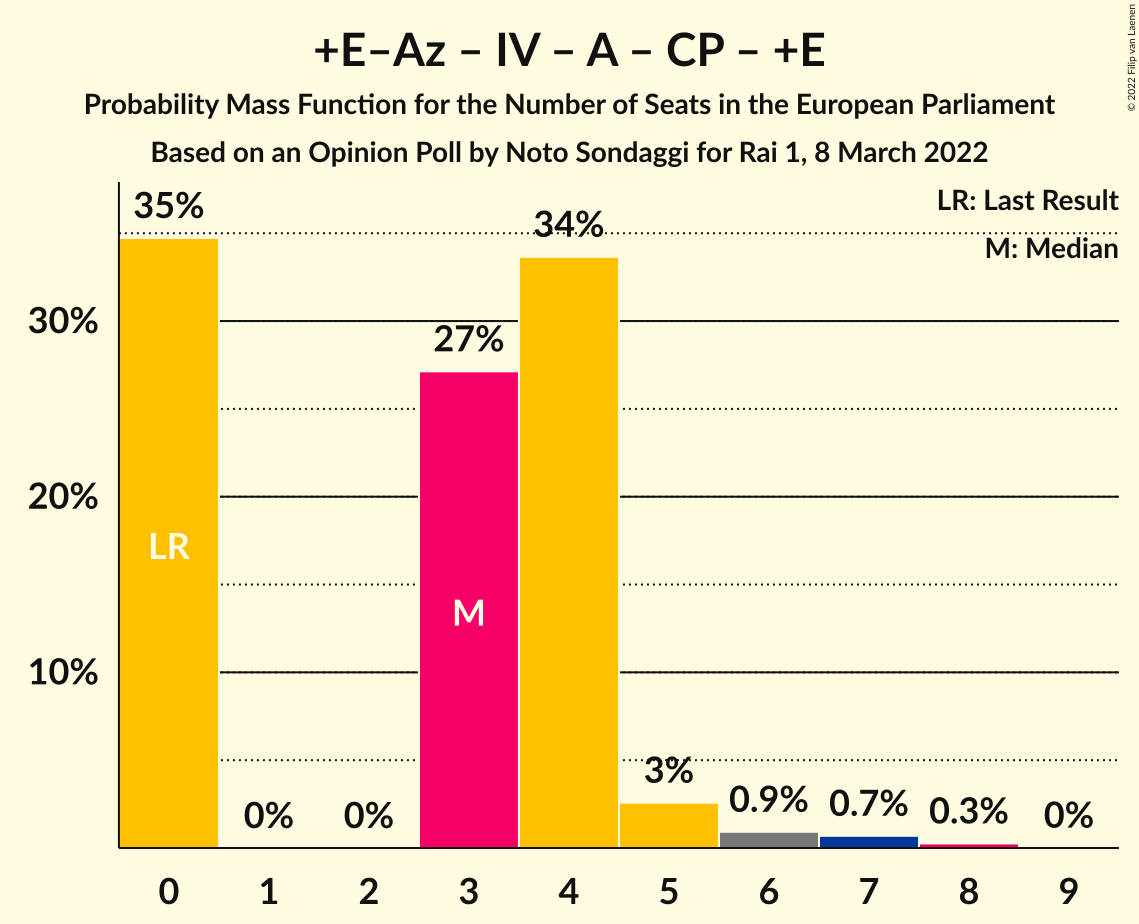 +E–Az – IV – A – CP – +E
Probability Mass Function for the Number of Seats in the European Parliament
Based on an Opinion Poll by Noto Sondaggi for Rai 1, 8 March 2022
© 2022 Filip van Laenen
LR: Last Result
M: Median
35%
34%
30%
27%
20%
LR
M
10%
3%
0%
0%
0.9%
0.7%
0.3%
0%
0
1
2
3
4
5
6
7
8
9